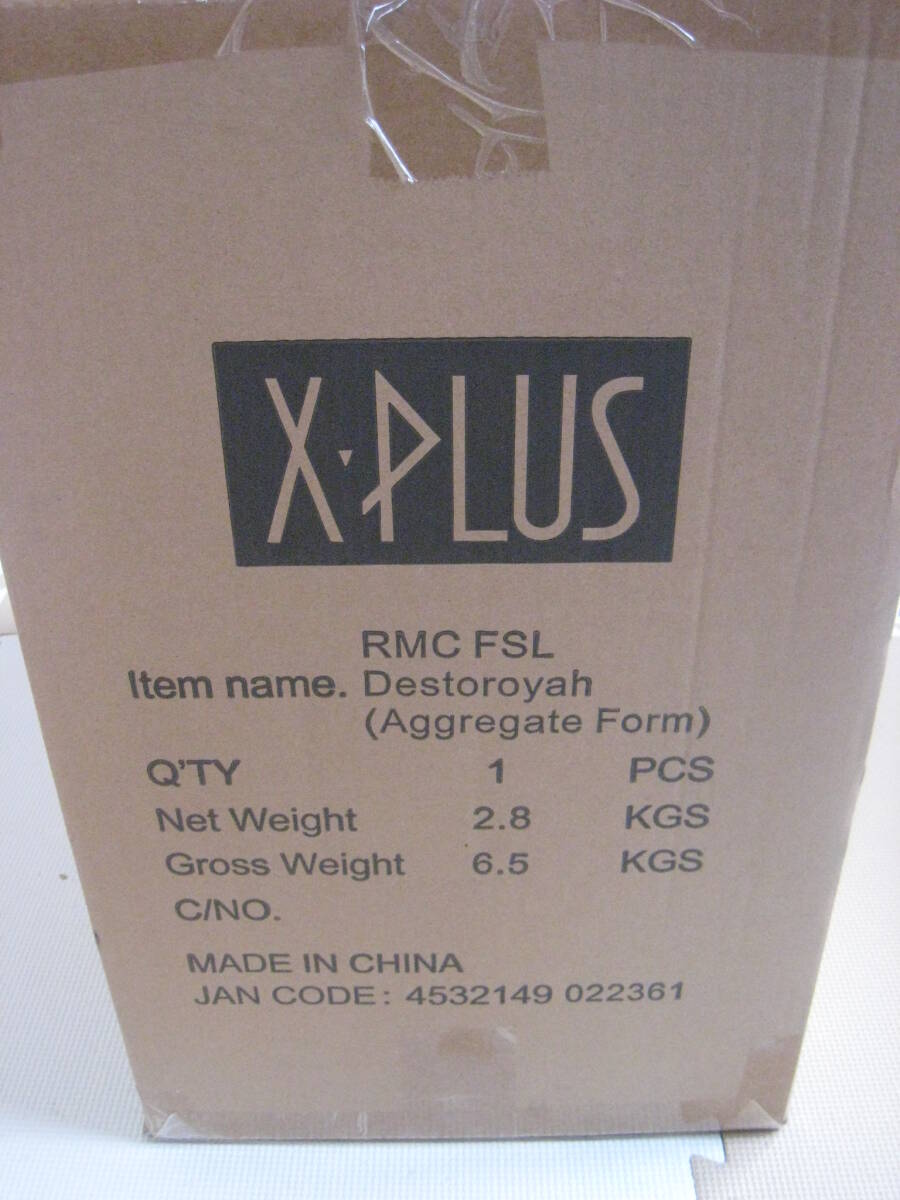 X·PLUS
RMC FSL
Item name. Destoroyah
(Aggregate Form)
Q'TY 1 PCS
Net Weight 2.8 KGS
Gross Weight 6.5 KGS
C/NO.
MADE IN CHINA
JAN CODE: 4532149 022361